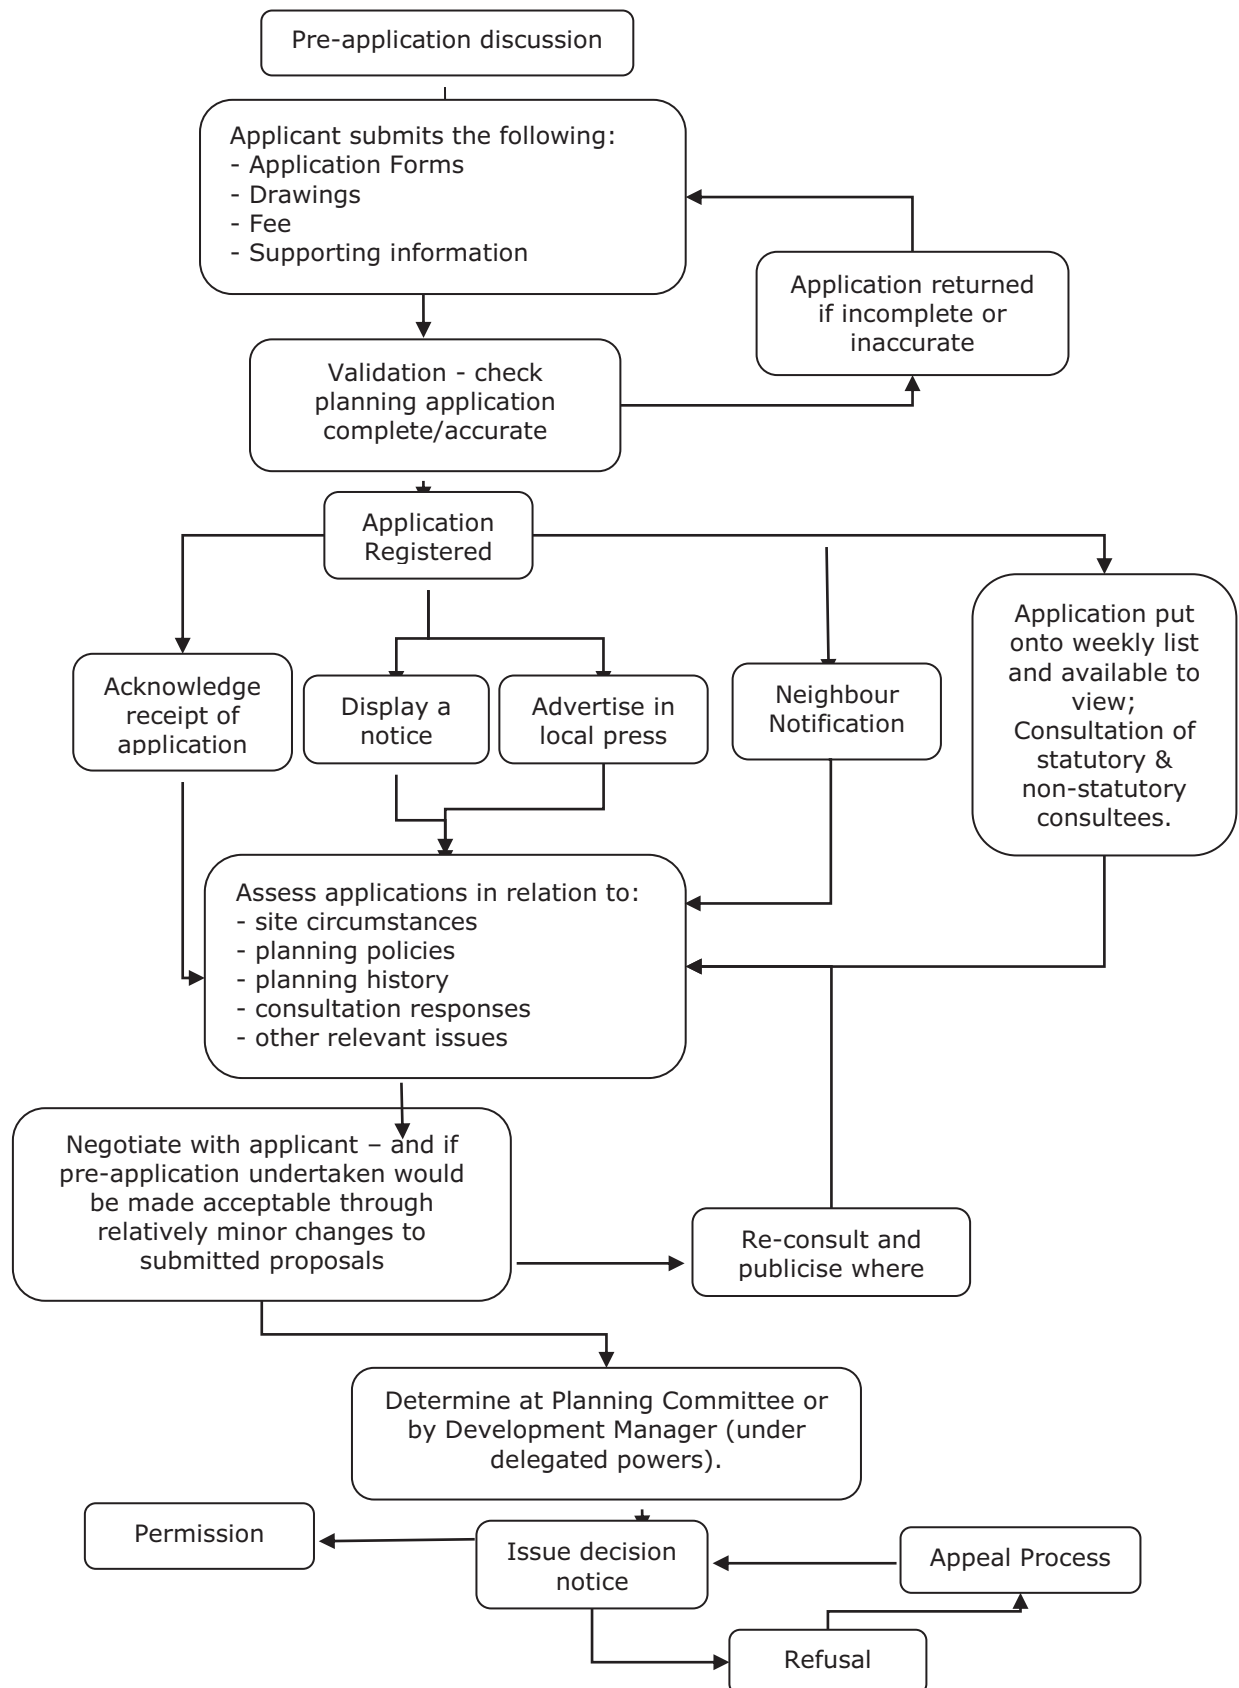 Pre-application discussion
Applicant submits the following:
- Application Forms
- Drawings
- Fee
- Supporting information
Application returned
if incomplete or
inaccurate
Validation - check
planning application
complete/accurate
Application
Registered
Acknowledge
receipt of
application
Display a
notice
Advertise in
local press
Neighbour
Notification
Application put
onto weekly list
and available to
view;
Consultation of
statutory &
non-statutory
consultees.
Assess applications in relation to:
- site circumstances
- planning policies
- planning history
- consultation responses
- other relevant issues
Negotiate with applicant – and if
pre-application undertaken would
be made acceptable through
relatively minor changes to
submitted proposals
Re-consult and
publicise where
Determine at Planning Committee or
by Development Manager (under
delegated powers).
Permission
Issue decision
notice
Appeal Process
Refusal